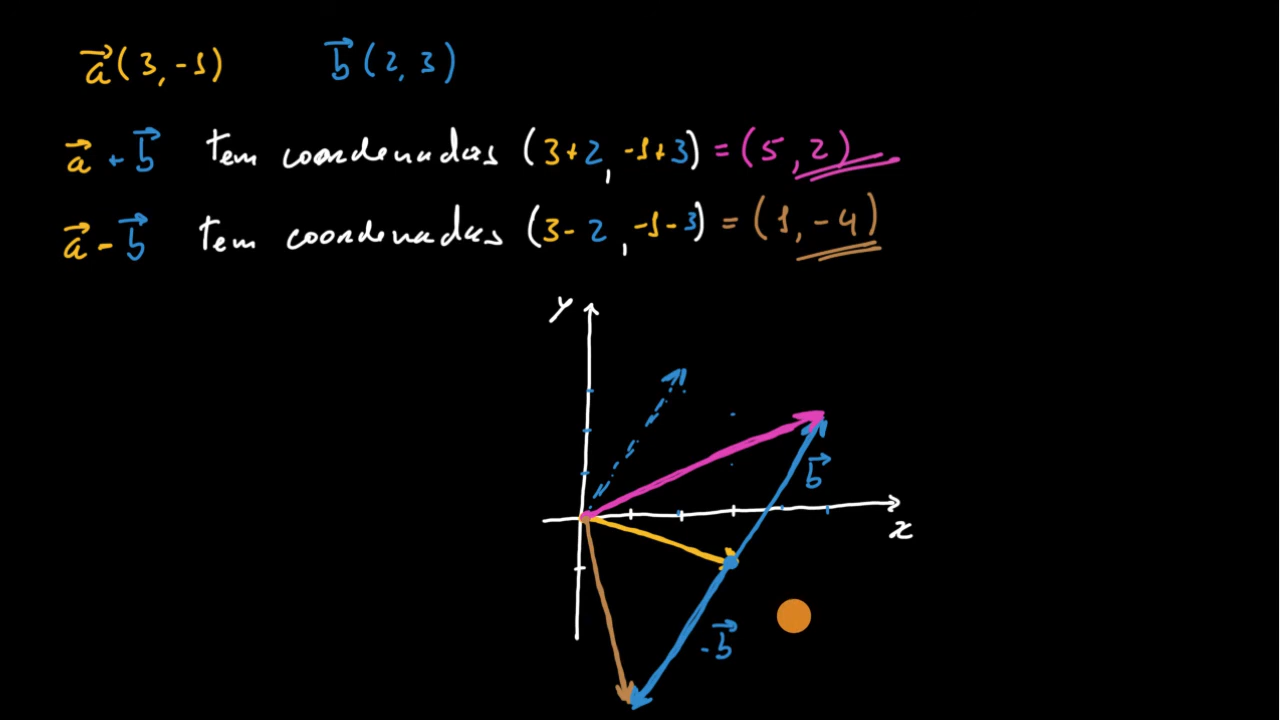 a⃗(3,-1) b⃗(2,3)
a⃗+b⃗ tem coordenadas (3+2, -1+3) = (5,2)
a⃗-b⃗ tem coordenadas (3-2, -1-3) = (1,-4)
y
b⃗
x
-b⃗